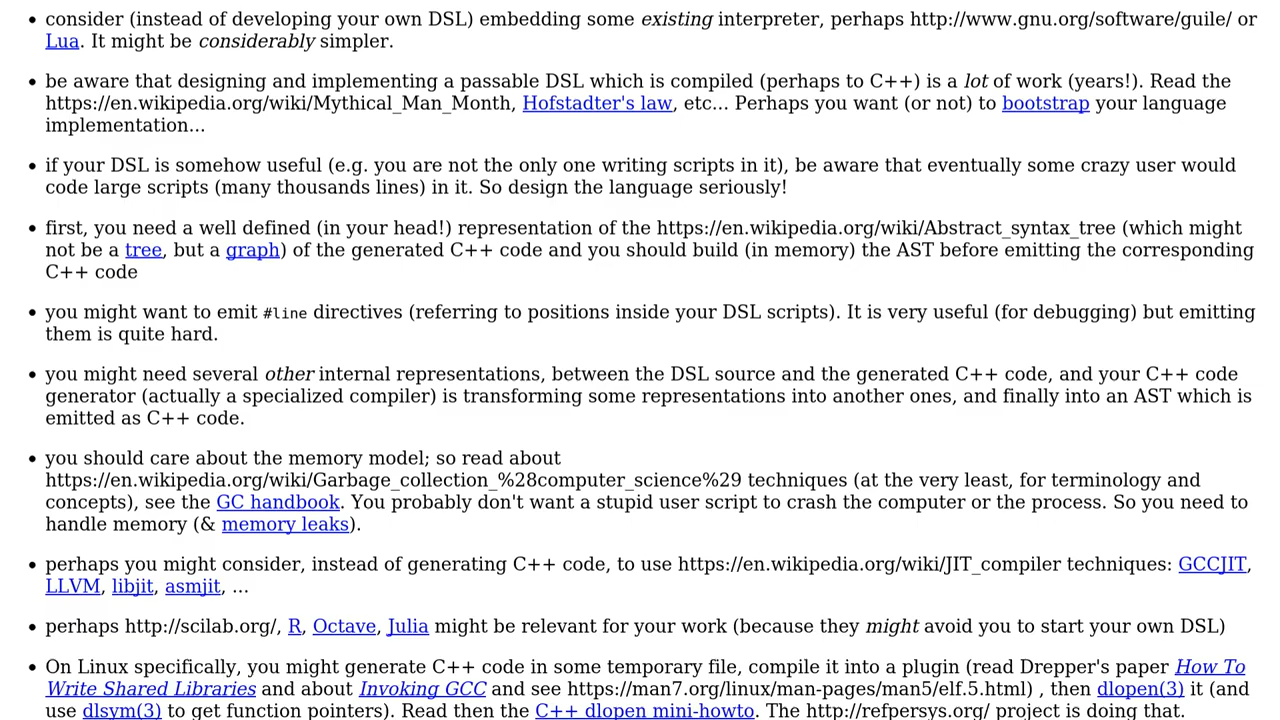 • consider (instead of developing your own DSL) embedding some existing interpreter, perhaps http://www.gnu.org/software/guile/ or
Lua. It might be considerably simpler.
• be aware that designing and implementing a passable DSL which is compiled (perhaps to C++) is a lot of work (years!). Read the
https://en.wikipedia.org/wiki/Mythical_Man_Month, Hofstadter's law, etc... Perhaps you want (or not) to bootstrap your language
implementation...
• if your DSL is somehow useful (e.g. you are not the only one writing scripts in it), be aware that eventually some crazy user would
code large scripts (many thousands lines) in it. So design the language seriously!
• first, you need a well defined (in your head!) representation of the https://en.wikipedia.org/wiki/Abstract_syntax_tree (which might
not be a tree, but a graph) of the generated C++ code and you should build (in memory) the AST before emitting the corresponding
C++ code
• you might want to emit #line directives (referring to positions inside your DSL scripts). It is very useful (for debugging) but emitting
them is quite hard.
• you might need several other internal representations, between the DSL source and the generated C++ code, and your C++ code
generator (actually a specialized compiler) is transforming some representations into another ones, and finally into an AST which is
emitted as C++ code.
• you should care about the memory model; so read about
https://en.wikipedia.org/wiki/Garbage_collection_%28computer_science%29 techniques (at the very least, for terminology and
concepts), see the GC handbook. You probably don't want a stupid user script to crash the computer or the process. So you need to
handle memory (& memory leaks).
• perhaps you might consider, instead of generating C++ code, to use https://en.wikipedia.org/wiki/JIT_compiler techniques: GCCJIT,
LLVM, libjit, asmjit, ...
• perhaps http://scilab.org/, R, Octave, Julia might be relevant for your work (because they might avoid you to start your own DSL)
• On Linux specifically, you might generate C++ code in some temporary file, compile it into a plugin (read Drepper's paper How To
Write Shared Libraries and about Invoking GCC and see https://man7.org/linux/man-pages/man5/elf.5.html) , then dlopen(3) it (and
use dlsym(3) to get function pointers). Read then the C++ dlopen mini-howto. The http://refpersys.org/ project is doing that.